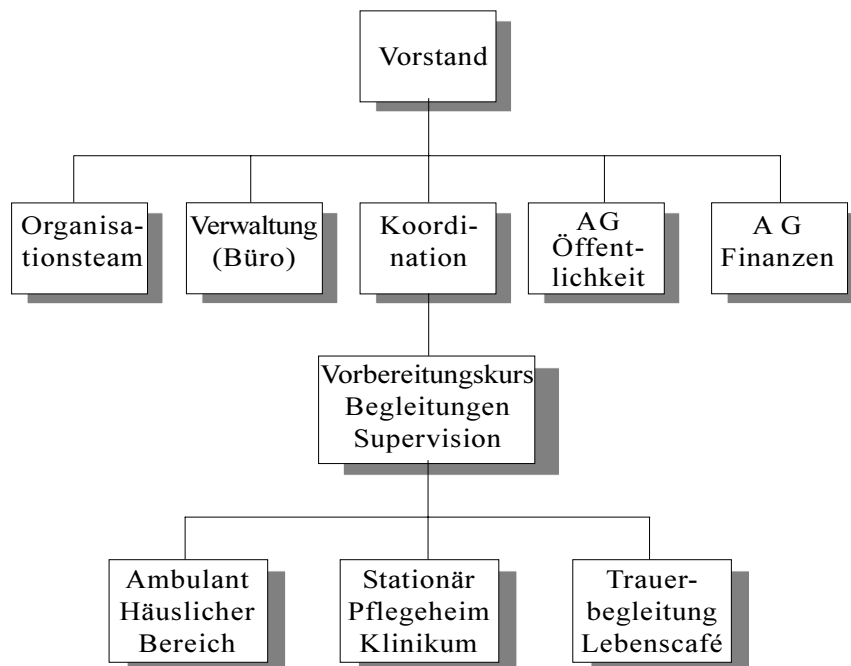 Vorstand
Organisa-
tionsteam
Verwaltung
(Büro)
Koordi-
nation
AG
Öffent-
lichkeit
A G
Finanzen
Vorbereitungskurs
Begleitungen
Supervision
Ambulant
Häuslicher
Bereich
Stationär
Pflegeheim
Klinikum
Trauer-
begleitung
Lebenscafé